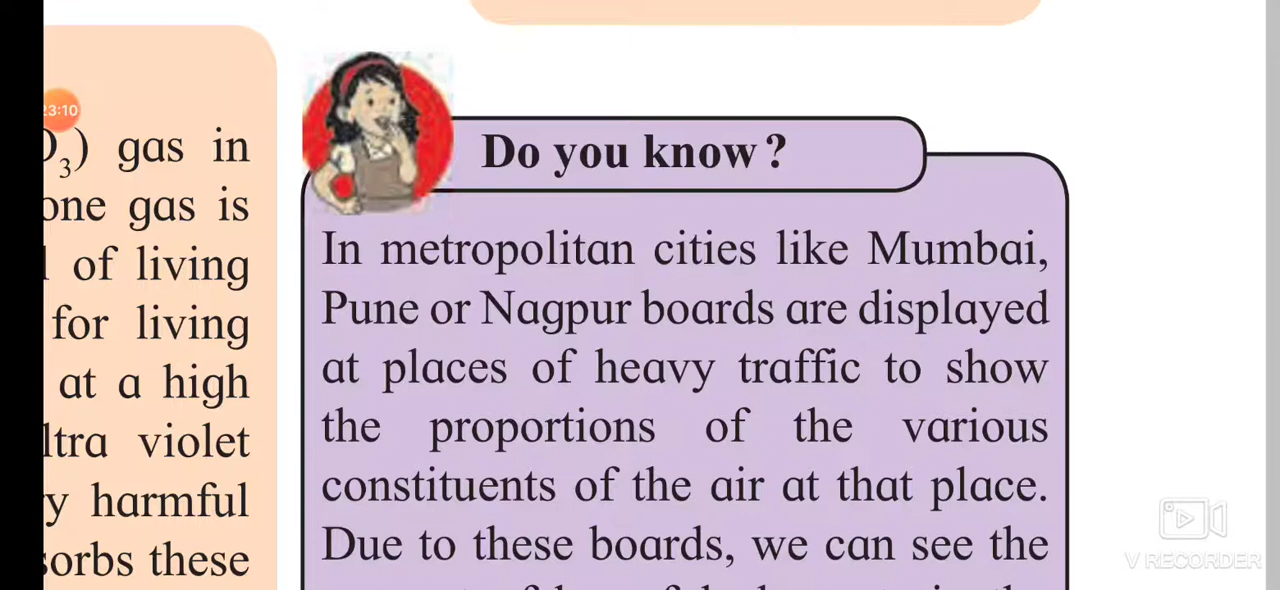 23:10
) gas in
one gas is
of living
for living
at a high
ltra violet
y harmful
sorbs these
Do you know?
In metropolitan cities like Mumbai,
Pune or Nagpur boards are displayed
at places of heavy traffic to show
the proportions of the various
constituents of the air at that place.
Due to these boards, we can see the
V RECORDER